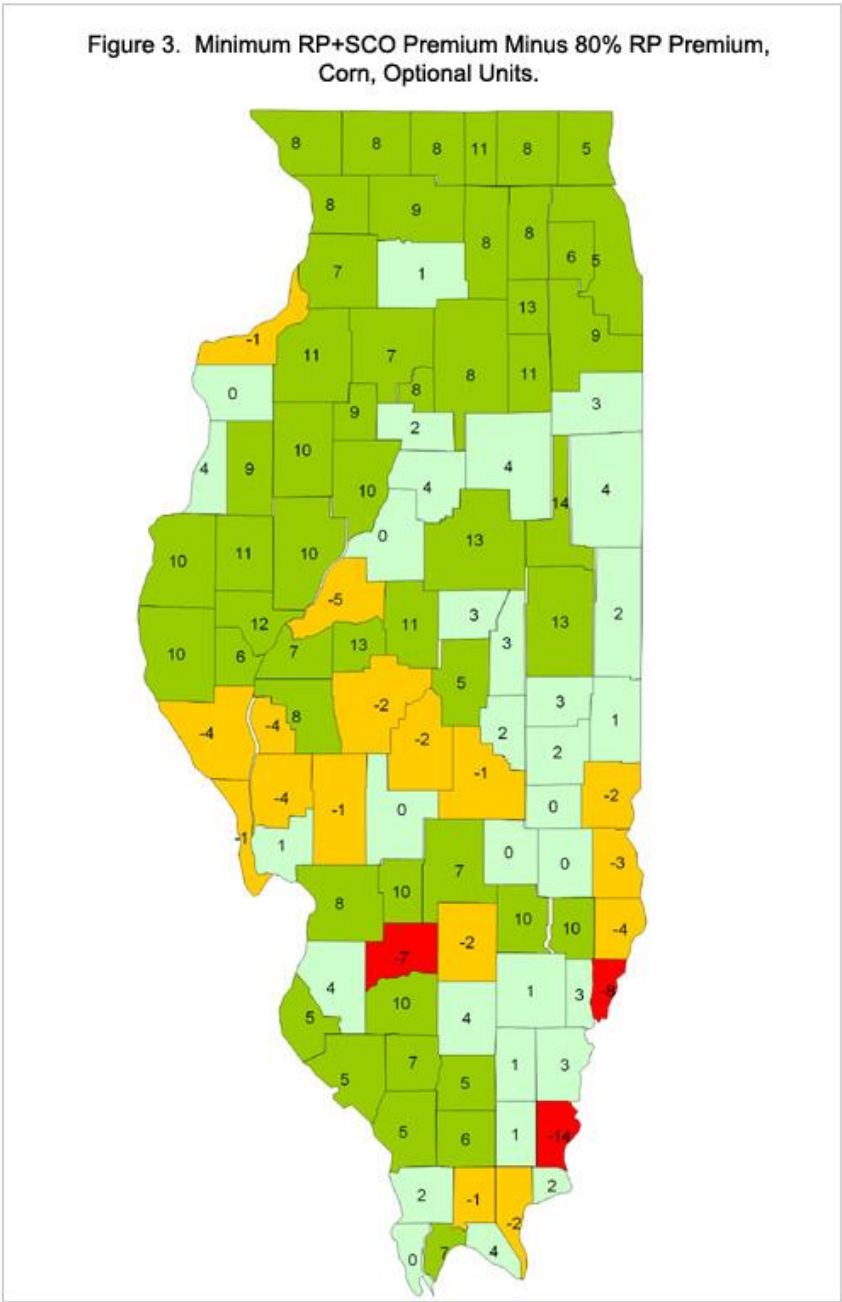 Figure 3.  Minimum RP+SCO Premium Minus 80% RP Premium,
Corn, Optional Units.
8 8 8 11 8 5
8 9 8 8 6 5
7 1 13
-1 11 7 8 8 11 9
0 9 2 3
4 9 10 10 4 4 14 4
10 11 10 0 13
-5 3 2
10 12 6 7 13 11 3 13
5
-4 -4 8 -2 -2 2 3 1
-1 2
-4 -1 0 0 -2
-1 1 7 0 0 -3
8 10 10 10 -4
-7 -2
4 1 3 -8
5 10 4
5 7 5 1 3
5 6 1 -14
2 -1 -2 2
0 7 4